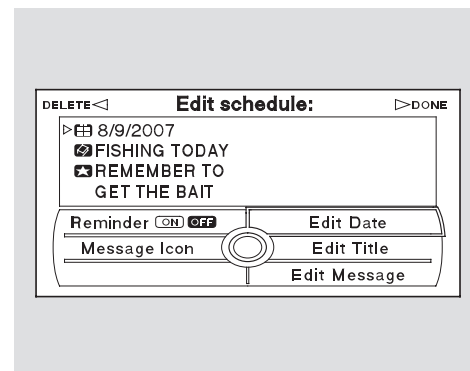 DELETE Edit schedule: DONE
8/9/2007
FISHING TODAY
REMEMBER TO
GET THE BAIT
Reminder ON OFF Edit Date
Message Icon Edit Title
Edit Message